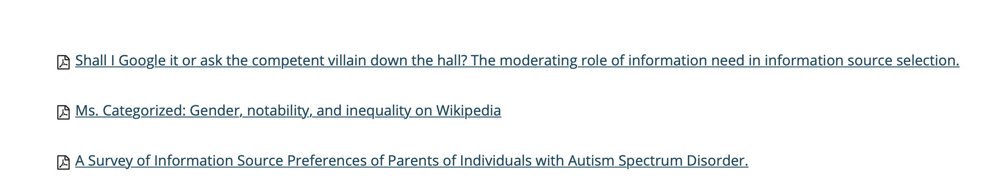 Shall I Google it or ask the competent villain down the hall? The moderating role of information need in information source selection.
Ms. Categorized: Gender, notability, and inequality on Wikipedia
A Survey of Information Source Preferences of Parents of Individuals with Autism Spectrum Disorder.